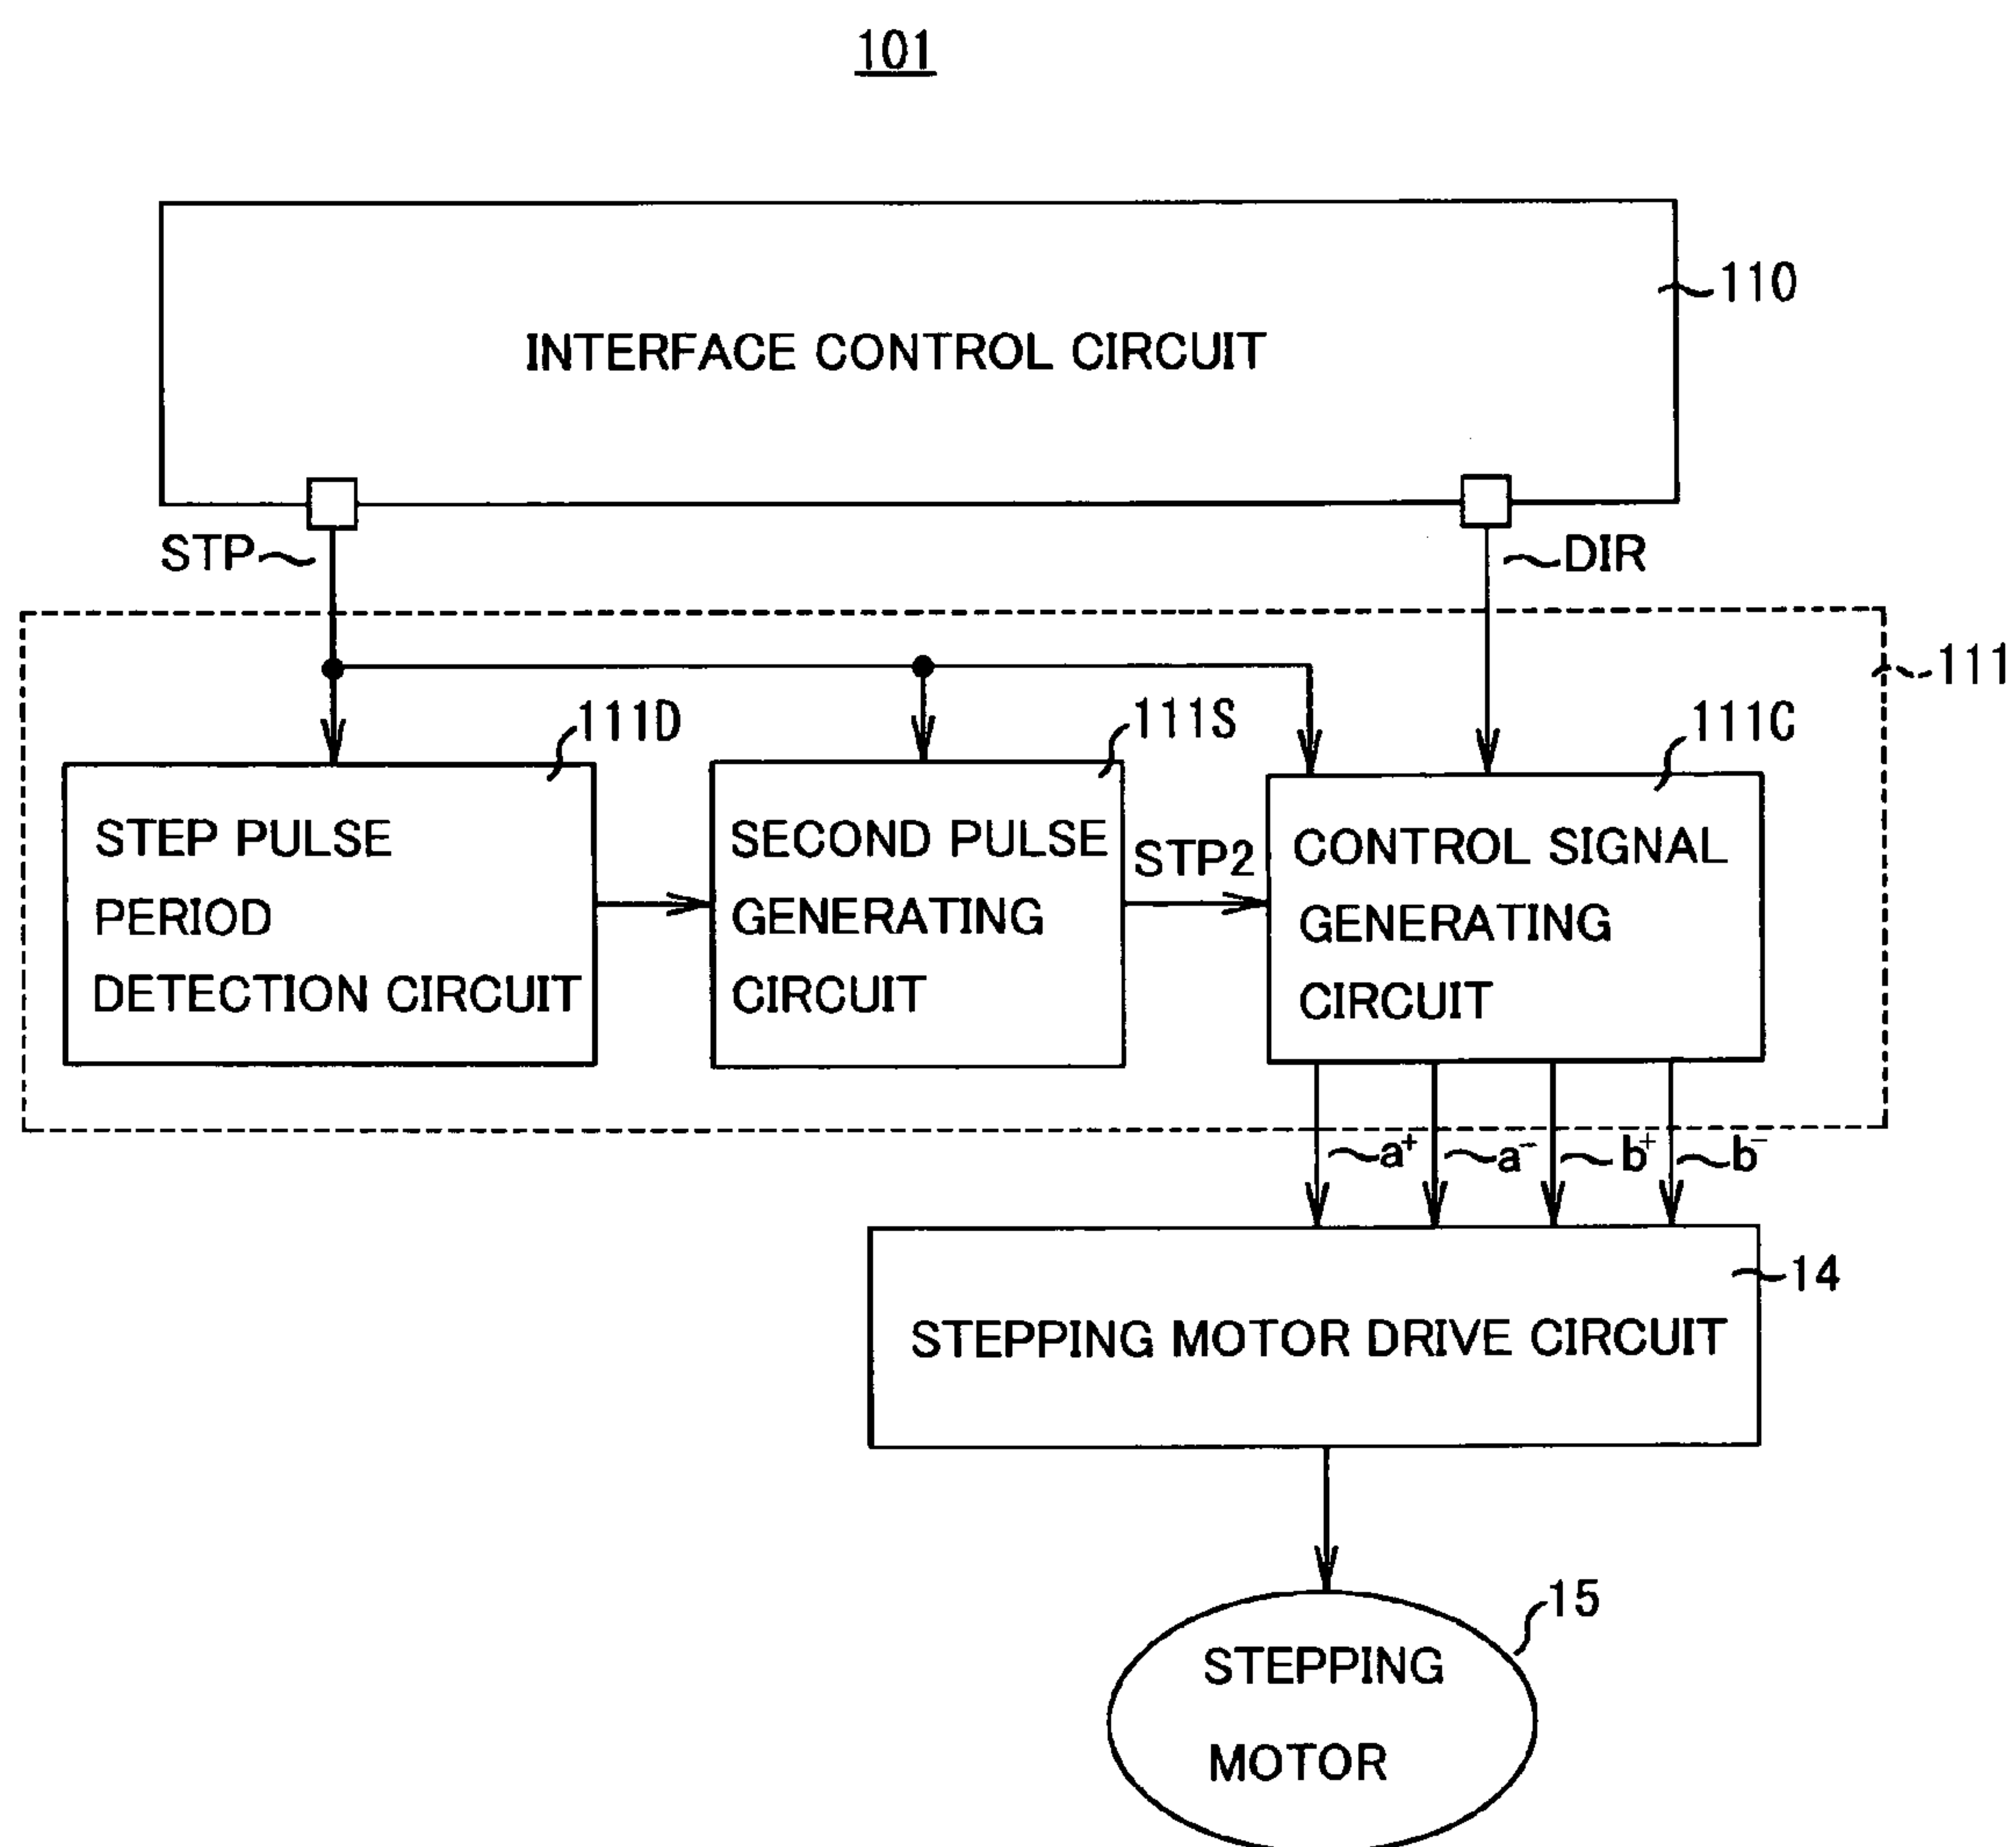 101
110
INTERFACE CONTROL CIRCUIT
STP
DIR
111
111D
111S
111C
STEP PULSE
PERIOD
DETECTION CIRCUIT
SECOND PULSE
GENERATING
CIRCUIT
STP2
CONTROL SIGNAL
GENERATING
CIRCUIT
a⁺
a⁻
b⁺
b⁻
14
STEPPING MOTOR DRIVE CIRCUIT
15
STEPPING
MOTOR